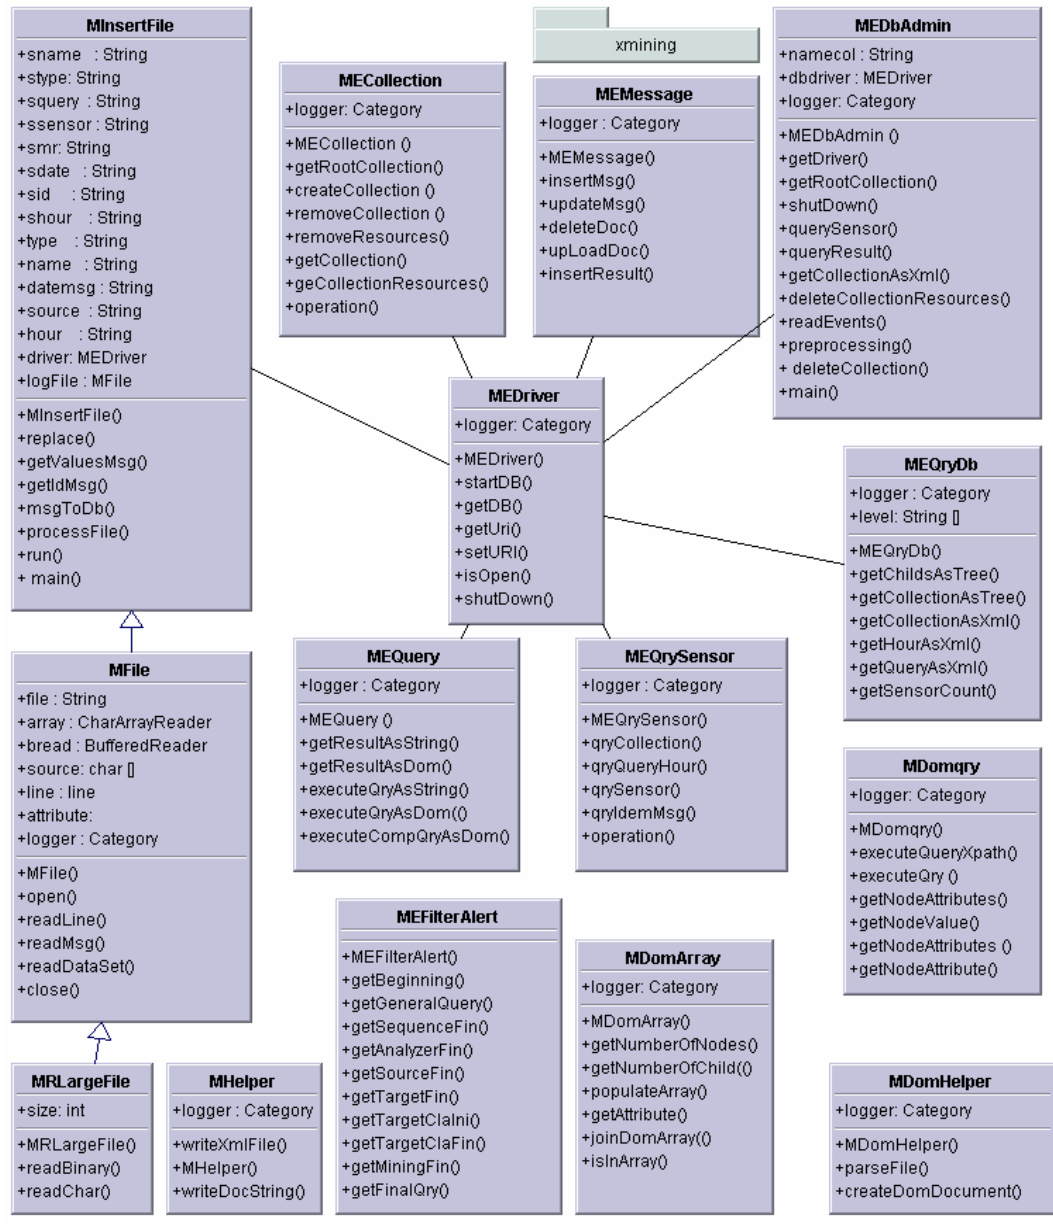 MInsertFile
+sname : String
+stype: String
+squery : String
+ssensor : String
+smr: String
+sdate : String
+sid : String
+shour : String
+type : String
+name : String
+datemsg : String
+source : String
+hour : String
+driver: MEDriver
+logFile : MFile
+MInsertFile()
+replace()
+getValuesMsg()
+getIdMsg()
+msgToDb()
+processFile()
+run()
+ main()
MECollection
+logger: Category
+MECollection ()
+getRootCollection()
+createCollection ()
+removeCollection ()
+removeResources()
+getCollection()
+geCollectionResources()
+operation()
xmining
MEMessage
+logger : Category
+MEMessage()
+insertMsg()
+updateMsg()
+deleteDoc()
+upLoadDoc()
+insertResult()
MEDbAdmin
+namecol : String
+dbdriver : MEDriver
+logger: Category
+MEDbAdmin ()
+getDriver()
+getRootCollection()
+shutDown()
+querySensor()
+queryResult()
+getCollectionAsXml()
+deleteCollectionResources()
+readEvents()
+preprocessing()
+ deleteCollection()
+main()
MEDriver
+logger: Category
+MEDriver()
+startDB()
+getDB()
+getUri()
+setURI()
+isOpen()
+shutDown()
MEQryDb
+logger : Category
+level: String []
+MEQryDb()
+getChildsAsTree()
+getCollectionAsTree()
+getCollectionAsXml()
+getHourAsXml()
+getQueryAsXml()
+getSensorCount()
MFile
+file : String
+array : CharArrayReader
+bread : BufferedReader
+source: char []
+line : line
+attribute:
+logger : Category
+MFile()
+open()
+readLine()
+readMsg()
+readDataSet()
+close()
MEQuery
+logger : Category
+MEQuery ()
+getResultAsString()
+getResultAsDom()
+executeQryAsString()
+executeQryAsDom(()
+executeCompQryAsDom()
MEQrySensor
+logger : Category
+MEQrySensor()
+qryCollection()
+qryQueryHour()
+qrySensor()
+qryIdemMsg()
+operation()
MDomqry
+logger: Category
+MDomqry()
+executeQueryXpath()
+executeQry ()
+getNodeAttributes()
+getNodeValue()
+getNodeAttributes ()
+getNodeAttribute()
MEFilterAlert
+MEFilterAlert()
+getBeginning()
+getGeneralQuery()
+getSequenceFin()
+getAnalyzerFin()
+getSourceFin()
+getTargetFin()
+getTargetClaIni()
+getTargetClaFin()
+getMiningFin()
+getFinalQry()
MDomArray
+logger: Category
+MDomArray()
+getNumberOfNodes()
+getNumberOfChild(()
+populateArray()
+getAttribute()
+joinDomArray(()
+isInArray()
MRLargeFile
+size: int
+MRLargeFile()
+readBinary()
+readChar()
MHelper
+logger : Category
+writeXmlFile()
+MHelper()
+writeDocString()
MDomHelper
+logger: Category
+MDomHelper()
+parseFile()
+createDomDocument()